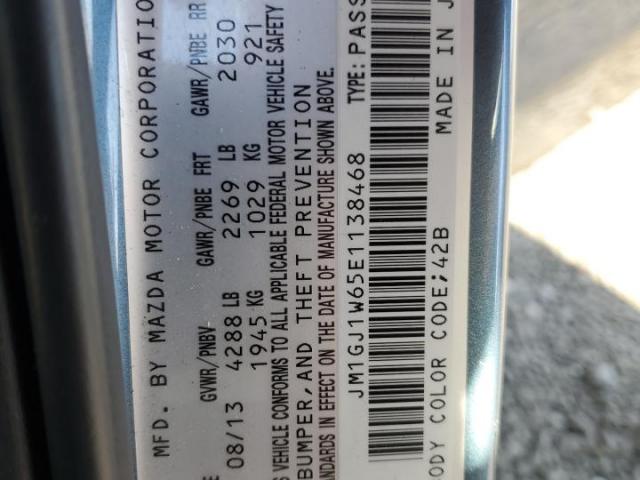 MFD. BY MAZDA MOTOR CORPORATIO
GVWR/PNBV GAWR/PNBE FRT GAWR/PNBE RR
08/13 4288 LB 2269 LB 2030
1945 KG 1029 KG 921
VEHICLE CONFORMS TO ALL APPLICABLE FEDERAL MOTOR VEHICLE SAFETY
BUMPER, AND THEFT PREVENTION
ANDARDS IN EFFECT ON THE DATE OF MANUFACTURE SHOWN ABOVE.
JM1GJ1W65E1138468 TYPE: PASS
ODY COLOR CODE;42B MADE IN J